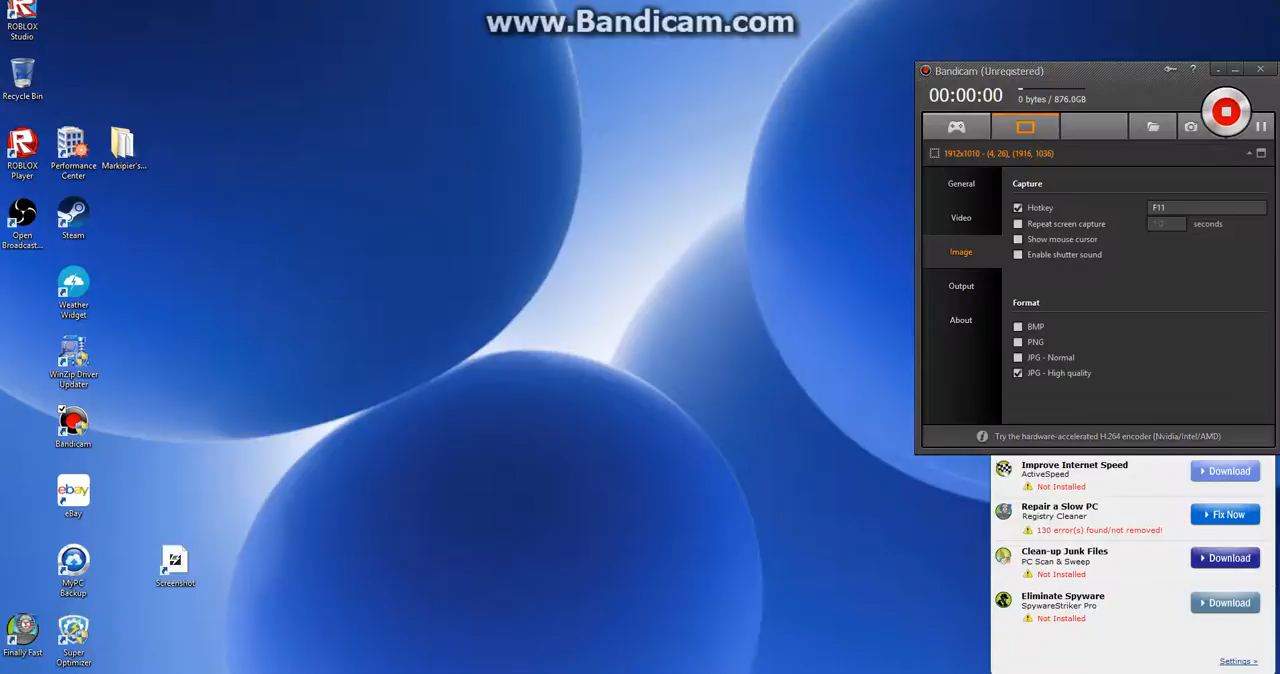 www.Bandicam.com
ROBLOX
Studio
Recycle Bin
ROBLOX
Player
Performance
Center
Markipier's...
Open
Broadcast...
Steam
Weather
Widget
WinZip Driver
Updater
Bandicam
ebay
eBay
MyPC
Backup
Screenshot
Finally Fast
Super
Optimizer
Bandicam (Unregistered)
?
00:00:00
0 bytes / 876.0GB
1912x1010 - (4, 26), (1916, 1036)
General
Video
Image
Output
About
Capture
Hotkey
F11
Repeat screen capture
seconds
Show mouse cursor
Enable shutter sound
Format
BMP
PNG
JPG - Normal
JPG - High quality
Try the hardware-accelerated H.264 encoder (Nvidia/Intel/AMD)
Improve Internet Speed
ActiveSpeed
Not Installed
Download
Repair a Slow PC
Registry Cleaner
130 error(s) found/not removed!
Fix Now
Clean-up Junk Files
PC Scan & Sweep
Not Installed
Download
Eliminate Spyware
SpywareStriker Pro
Not Installed
Download
Settings »